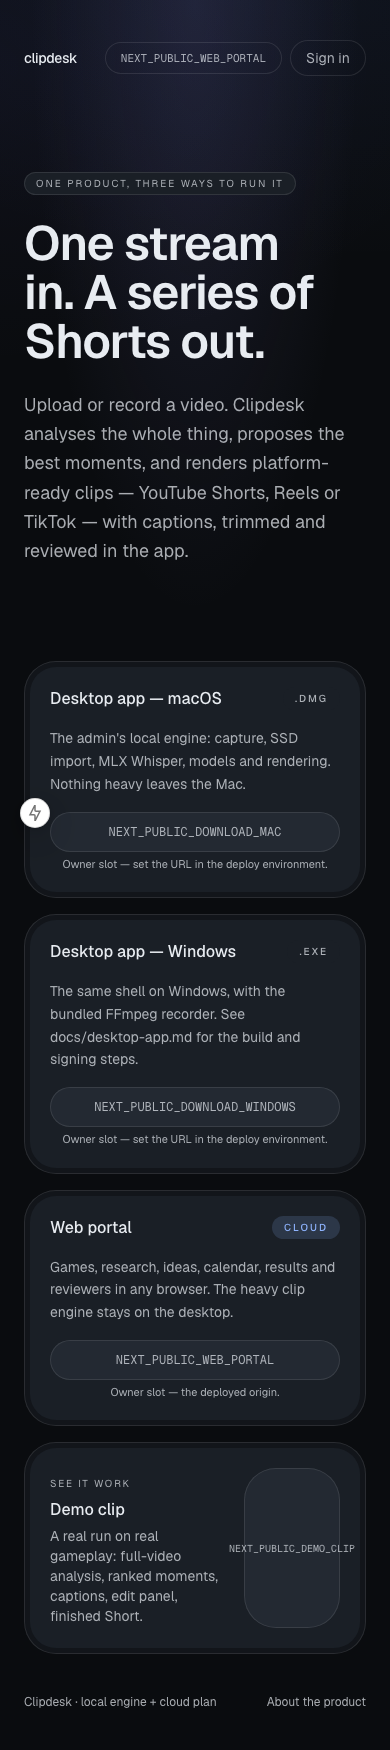 clipdesk
NEXT_PUBLIC_WEB_PORTAL
Sign in
ONE PRODUCT, THREE WAYS TO RUN IT
One stream
in. A series of
Shorts out.
Upload or record a video. Clipdesk
analyses the whole thing, proposes the
best moments, and renders platform-
ready clips — YouTube Shorts, Reels or
TikTok — with captions, trimmed and
reviewed in the app.
Desktop app — macOS
.DMG
The admin's local engine: capture, SSD
import, MLX Whisper, models and rendering.
Nothing heavy leaves the Mac.
NEXT_PUBLIC_DOWNLOAD_MAC
Owner slot — set the URL in the deploy environment.
Desktop app — Windows
.EXE
The same shell on Windows, with the
bundled FFmpeg recorder. See
docs/desktop-app.md for the build and
signing steps.
NEXT_PUBLIC_DOWNLOAD_WINDOWS
Owner slot — set the URL in the deploy environment.
Web portal
CLOUD
Games, research, ideas, calendar, results and
reviewers in any browser. The heavy clip
engine stays on the desktop.
NEXT_PUBLIC_WEB_PORTAL
Owner slot — the deployed origin.
SEE IT WORK
Demo clip
A real run on real
gameplay: full-video
analysis, ranked moments,
captions, edit panel,
finished Short.
NEXT_PUBLIC_DEMO_CLIP
Clipdesk · local engine + cloud plan
About the product